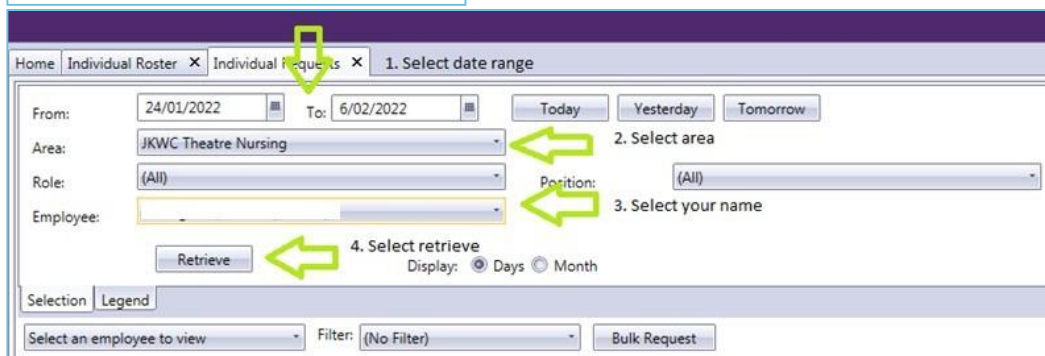 Home Individual Roster X Individual Requests X 1. Select date range
From: 24/01/2022 To: 6/02/2022 Today Yesterday Tomorrow
Area: JKWC Theatre Nursing 2. Select area
Role: (All) Position: (All)
Employee: 3. Select your name
Retrieve 4. Select retrieve
Display: Days Month
Selection Legend
Select an employee to view Filter: (No Filter) Bulk Request